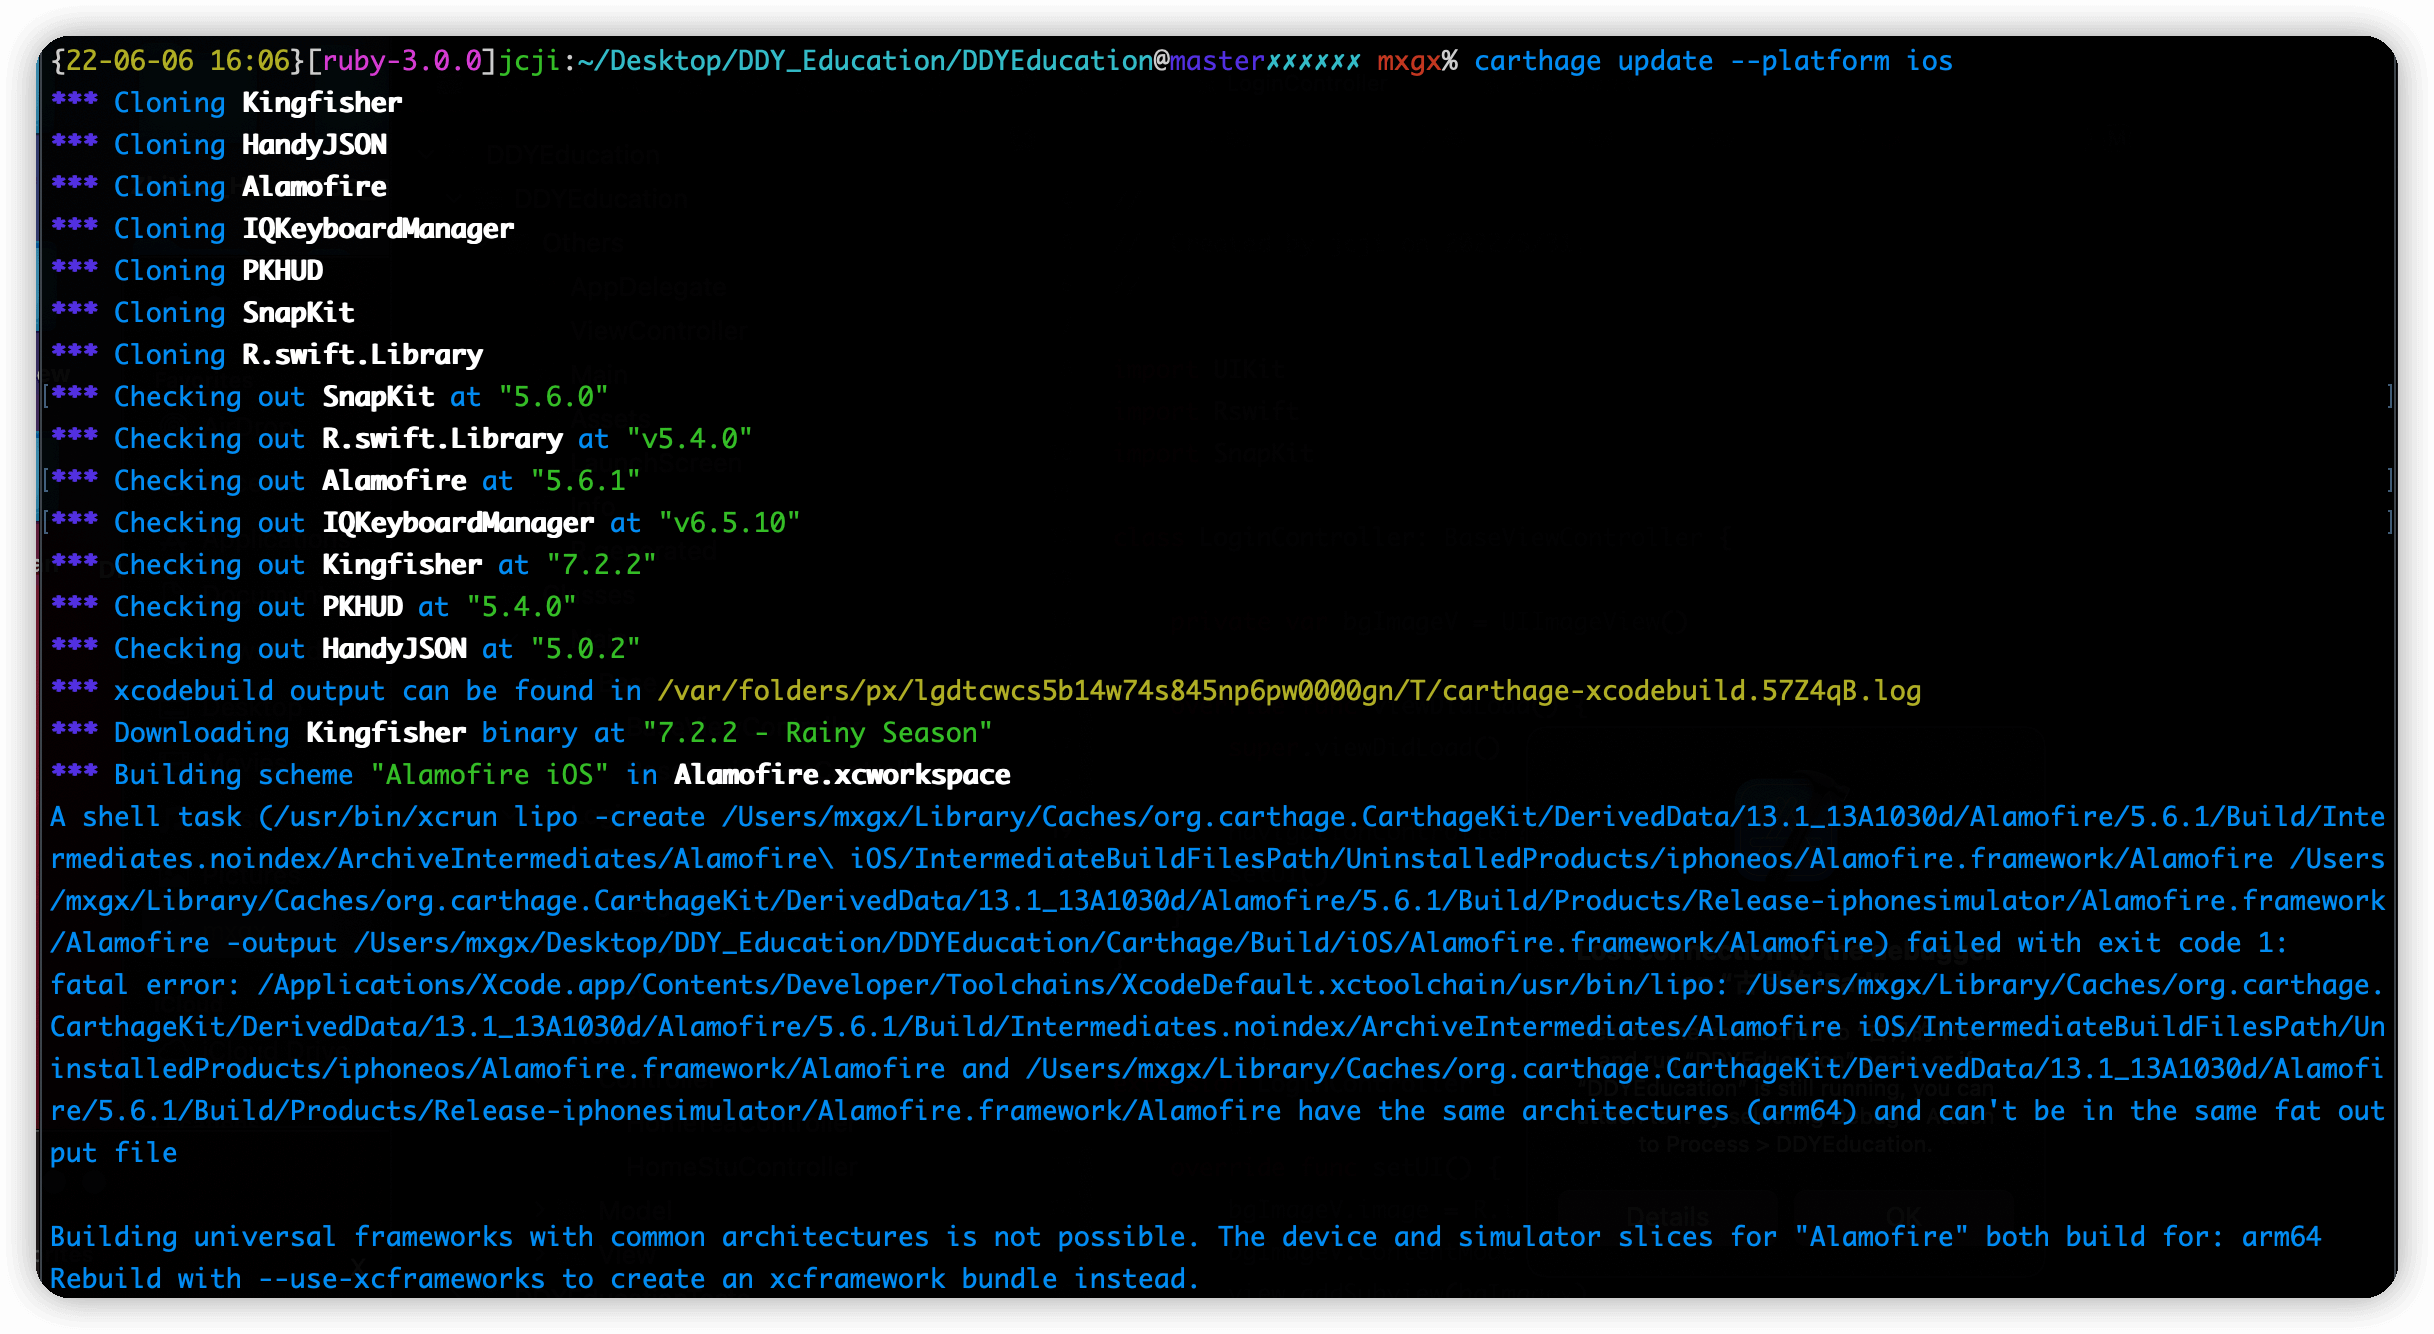 {22-06-06 16:06}[ruby-3.0.0]jcji:~/Desktop/DDY_Education/DDYEducation@master✗✗✗✗✗✗ mxgx% carthage update --platform ios
*** Cloning Kingfisher
*** Cloning HandyJSON
*** Cloning Alamofire
*** Cloning IQKeyboardManager
*** Cloning PKHUD
*** Cloning SnapKit
*** Cloning R.swift.Library
[*** Checking out SnapKit at "5.6.0" ]
*** Checking out R.swift.Library at "v5.4.0"
[*** Checking out Alamofire at "5.6.1" ]
[*** Checking out IQKeyboardManager at "v6.5.10" ]
*** Checking out Kingfisher at "7.2.2"
*** Checking out PKHUD at "5.4.0"
*** Checking out HandyJSON at "5.0.2"
*** xcodebuild output can be found in /var/folders/px/lgdtcwcs5b14w74s845np6pw0000gn/T/carthage-xcodebuild.57Z4qB.log
*** Downloading Kingfisher binary at "7.2.2 - Rainy Season"
*** Building scheme "Alamofire iOS" in Alamofire.xcworkspace
A shell task (/usr/bin/xcrun lipo -create /Users/mxgx/Library/Caches/org.carthage.CarthageKit/DerivedData/13.1_13A1030d/Alamofire/5.6.1/Build/Inte
rmediates.noindex/ArchiveIntermediates/Alamofire\ iOS/IntermediateBuildFilesPath/UninstalledProducts/iphoneos/Alamofire.framework/Alamofire /Users
/mxgx/Library/Caches/org.carthage.CarthageKit/DerivedData/13.1_13A1030d/Alamofire/5.6.1/Build/Products/Release-iphonesimulator/Alamofire.framework
/Alamofire -output /Users/mxgx/Desktop/DDY_Education/DDYEducation/Carthage/Build/iOS/Alamofire.framework/Alamofire) failed with exit code 1:
fatal error: /Applications/Xcode.app/Contents/Developer/Toolchains/XcodeDefault.xctoolchain/usr/bin/lipo: /Users/mxgx/Library/Caches/org.carthage.
CarthageKit/DerivedData/13.1_13A1030d/Alamofire/5.6.1/Build/Intermediates.noindex/ArchiveIntermediates/Alamofire iOS/IntermediateBuildFilesPath/Un
installedProducts/iphoneos/Alamofire.framework/Alamofire and /Users/mxgx/Library/Caches/org.carthage.CarthageKit/DerivedData/13.1_13A1030d/Alamofi
re/5.6.1/Build/Products/Release-iphonesimulator/Alamofire.framework/Alamofire have the same architectures (arm64) and can't be in the same fat out
put file
Building universal frameworks with common architectures is not possible. The device and simulator slices for "Alamofire" both build for: arm64
Rebuild with --use-xcframeworks to create an xcframework bundle instead.